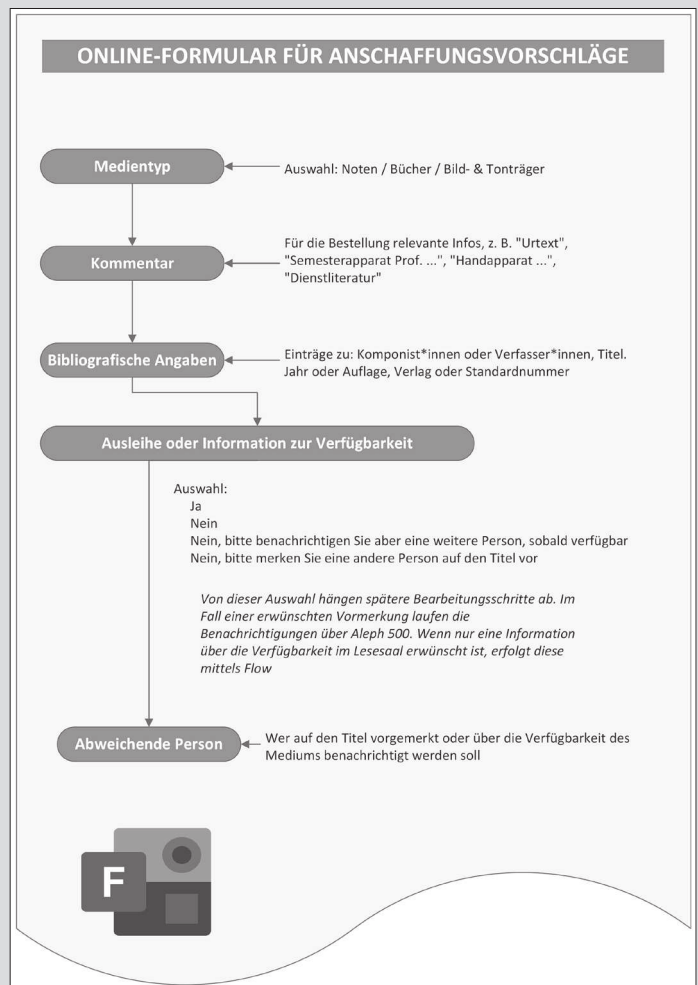 ONLINE-FORMULAR FÜR ANSCHAFFUNGSVORSCHLÄGE
Medientyp
Auswahl: Noten / Bücher / Bild- & Tonträger
Kommentar
Für die Bestellung relevante Infos, z. B. "Urtext",
"Semesterapparat Prof. ...", "Handapparat ...",
"Dienstliteratur"
Bibliografische Angaben
Einträge zu: Komponist*innen oder Verfasser*innen, Titel.
Jahr oder Auflage, Verlag oder Standardnummer
Ausleihe oder Information zur Verfügbarkeit
Auswahl:
Ja
Nein
Nein, bitte benachrichtigen Sie aber eine weitere Person, sobald verfügbar
Nein, bitte merken Sie eine andere Person auf den Titel vor
Von dieser Auswahl hängen spätere Bearbeitungsschritte ab. Im
Fall einer erwünschten Vormerkung laufen die
Benachrichtigungen über Aleph 500. Wenn nur eine Information
über die Verfügbarkeit im Lesesaal erwünscht ist, erfolgt diese
mittels Flow
Abweichende Person
Wer auf den Titel vorgemerkt oder über die Verfügbarkeit des
Mediums benachrichtigt werden soll
F